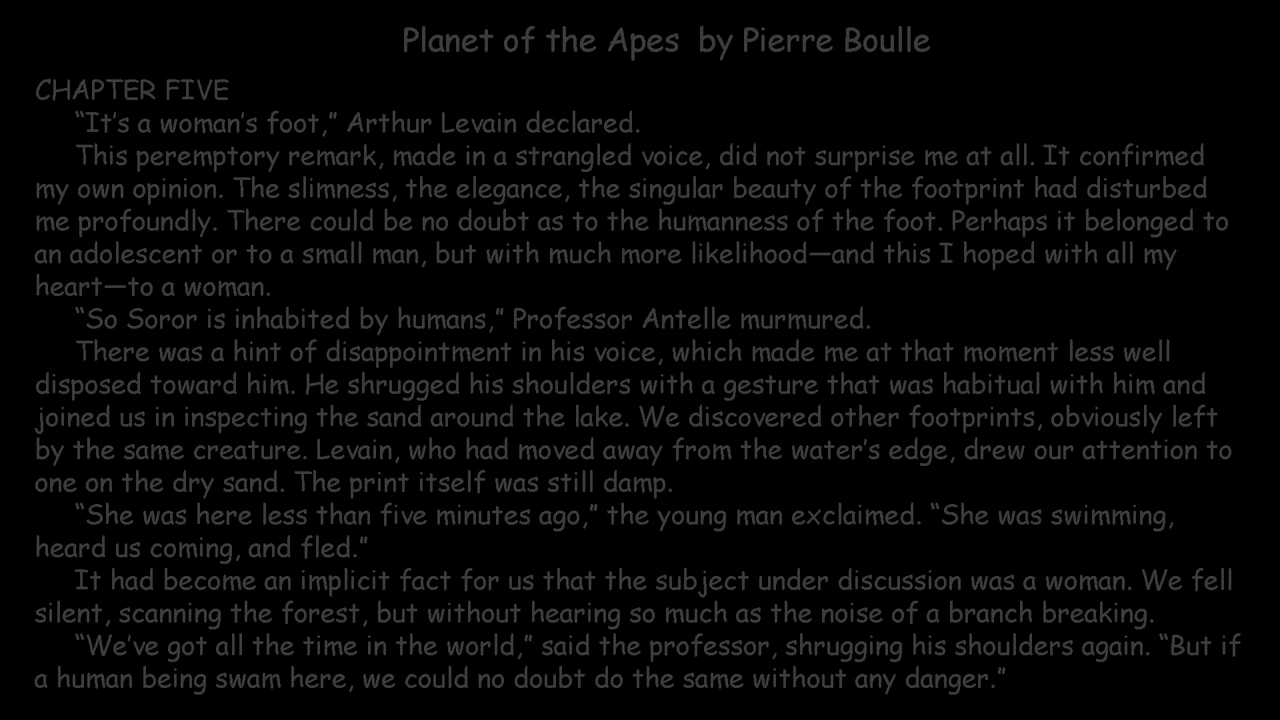 Planet of the Apes  by Pierre Boulle
CHAPTER FIVE
“It’s a woman’s foot,” Arthur Levain declared.
This peremptory remark, made in a strangled voice, did not surprise me at all. It confirmed
my own opinion. The slimness, the elegance, the singular beauty of the footprint had disturbed
me profoundly. There could be no doubt as to the humanness of the foot. Perhaps it belonged to
an adolescent or to a small man, but with much more likelihood—and this I hoped with all my
heart—to a woman.
“So Soror is inhabited by humans,” Professor Antelle murmured.
There was a hint of disappointment in his voice, which made me at that moment less well
disposed toward him. He shrugged his shoulders with a gesture that was habitual with him and
joined us in inspecting the sand around the lake. We discovered other footprints, obviously left
by the same creature. Levain, who had moved away from the water’s edge, drew our attention to
one on the dry sand. The print itself was still damp.
“She was here less than five minutes ago,” the young man exclaimed. “She was swimming,
heard us coming, and fled.”
It had become an implicit fact for us that the subject under discussion was a woman. We fell
silent, scanning the forest, but without hearing so much as the noise of a branch breaking.
“We’ve got all the time in the world,” said the professor, shrugging his shoulders again. “But if
a human being swam here, we could no doubt do the same without any danger.”